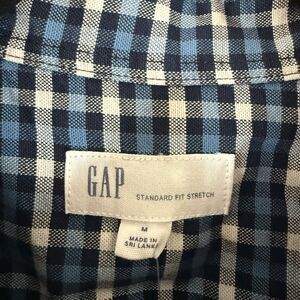 GAP STANDARD FIT STRETCH
M
MADE IN
SRI LANKA